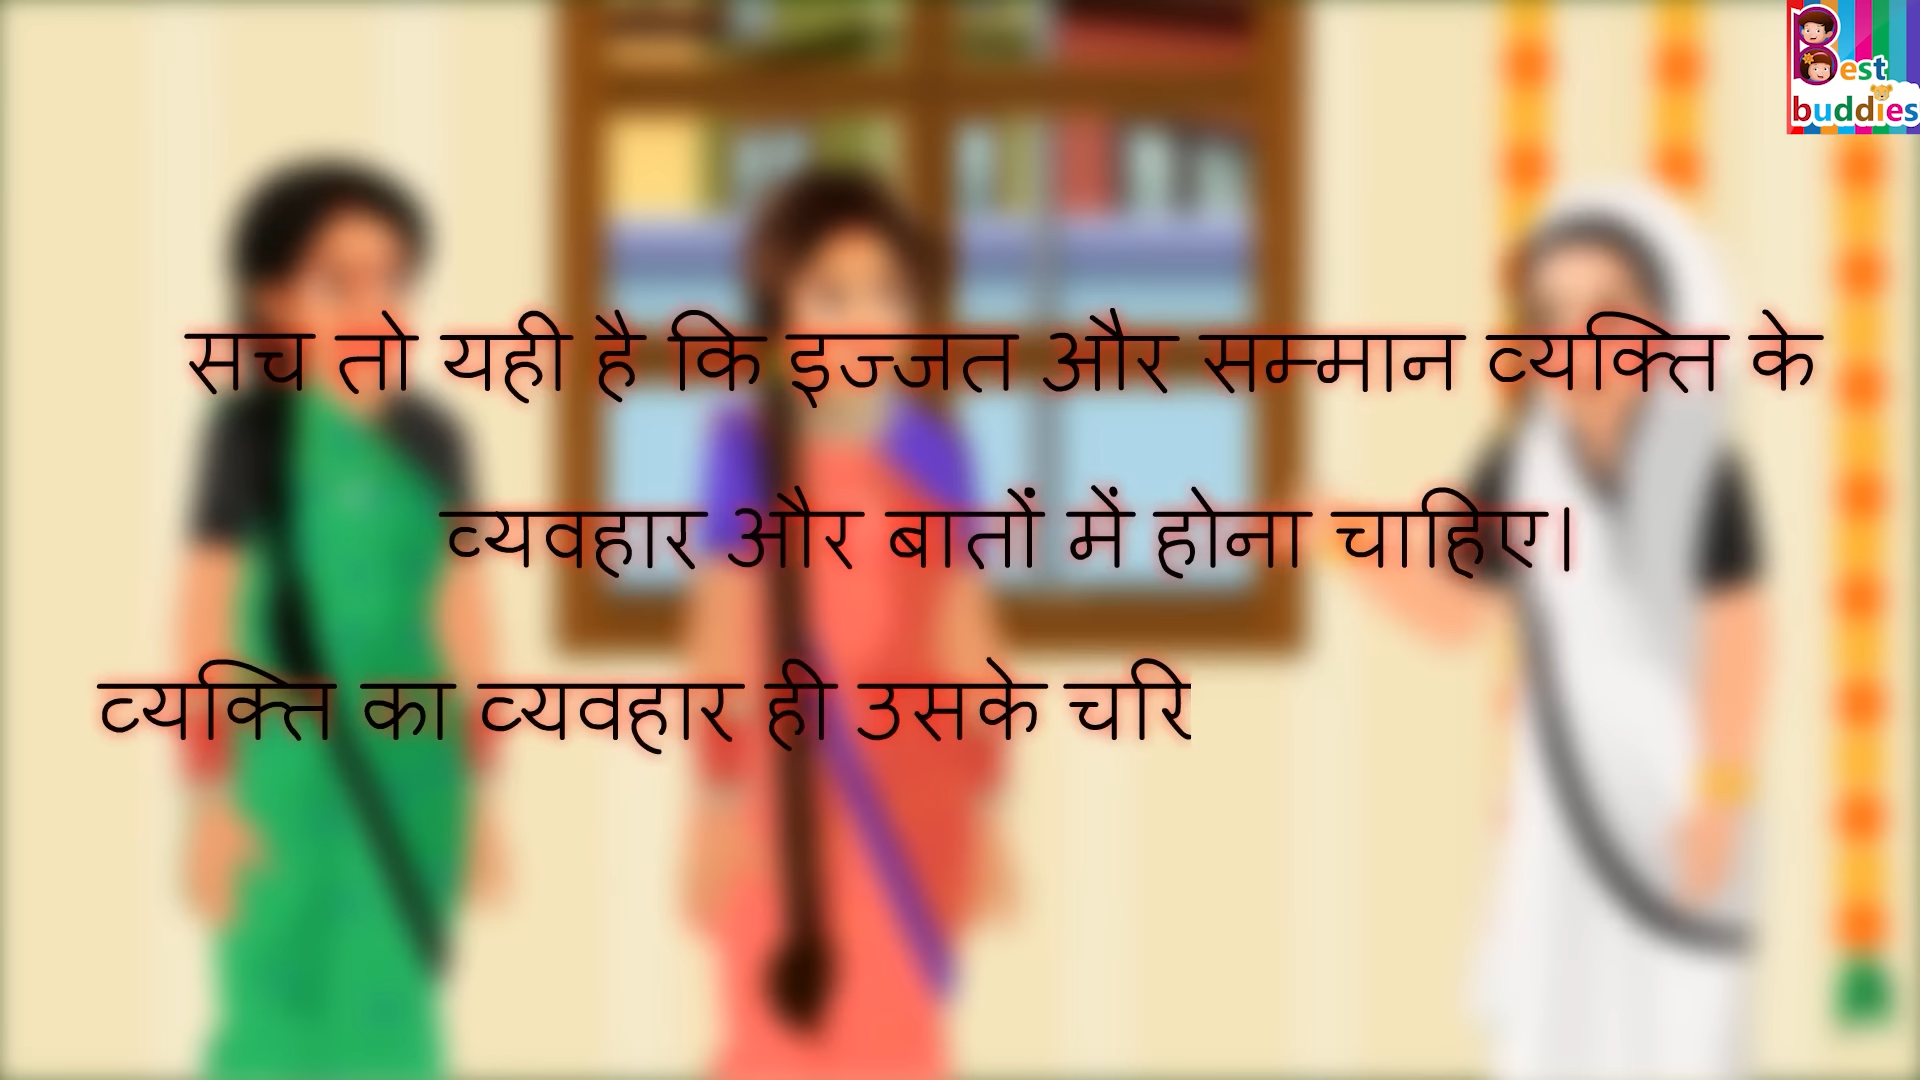 Best
buddies
सच तो यही है कि इज्जत और सम्मान व्यक्ति के
व्यवहार और बातों में होना चाहिए।
व्यक्ति का व्यवहार ही उसके चरि